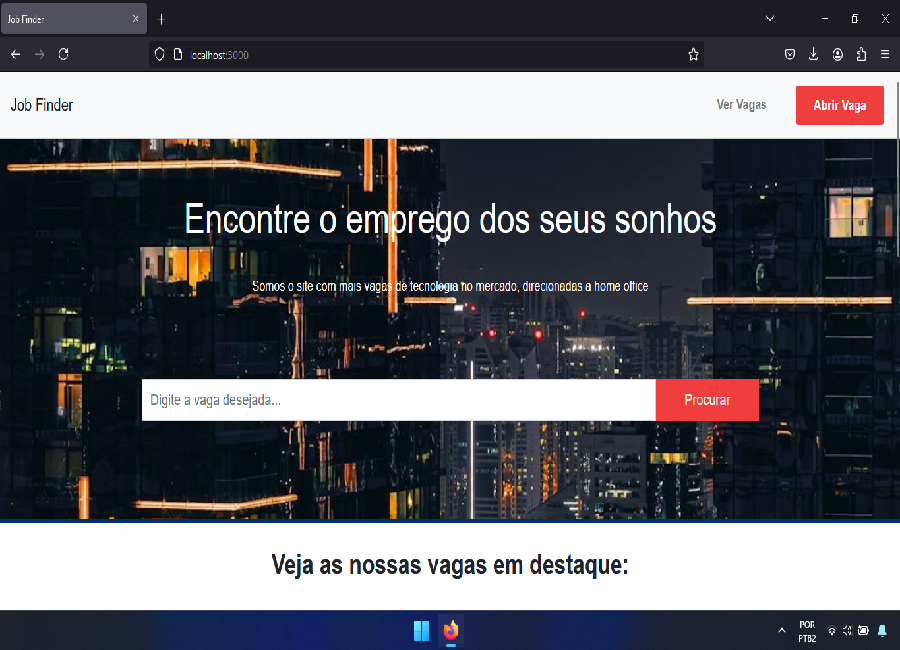 Job Finder
localhost:3000
Job Finder
Ver Vagas
Abrir Vaga
Encontre o emprego dos seus sonhos
Somos o site com mais vagas de tecnologia no mercado, direcionadas a home office
Digite a vaga desejada...
Procurar
Veja as nossas vagas em destaque:
POR
PTB2